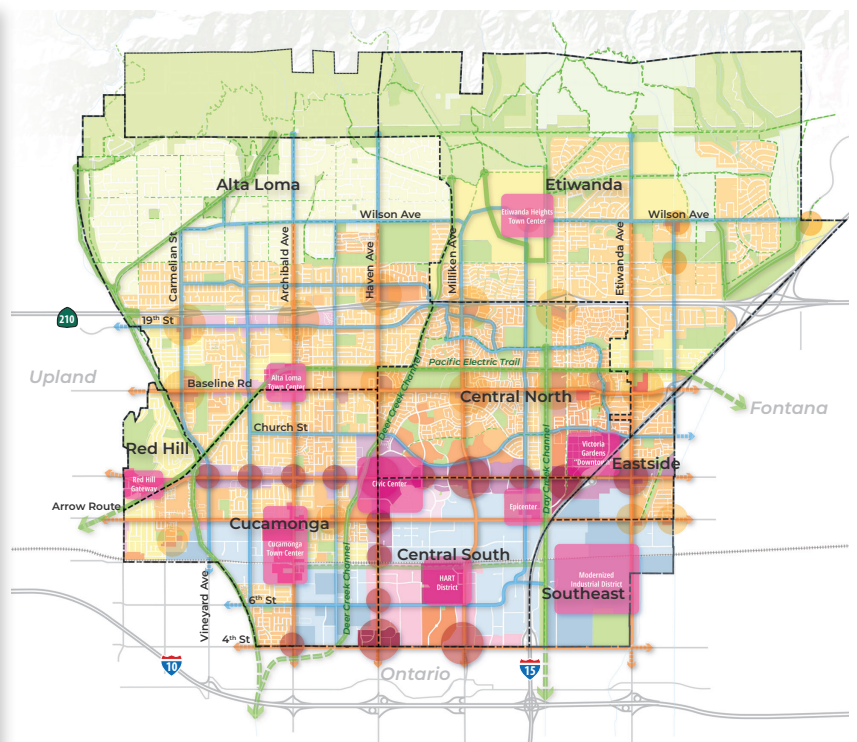 Alta Loma
Etiwanda
Etiwanda Heights
Town Center
Wilson Ave
Wilson Ave
Carmelian St
Archibald Ave
Haven Ave
Milliken Ave
Etiwanda Ave
210
19th St
Pacific Electric Trail
Upland
Baseline Rd
Alta Loma
Town Center
Central North
Fontana
Deer Creek Channel
Church St
Red Hill
Victoria
Gardens
"Downtown"
Eastside
Red Hill
Gateway
Civic Center
Day Creek Channel
Arrow Route
Epicenter
Cucamonga
Cucamonga
Town Center
Central South
HART
District
Modernized
Industrial District
Southeast
Vineyard Ave
Deer Creek Channel
6th St
4th St
10
15
Ontario